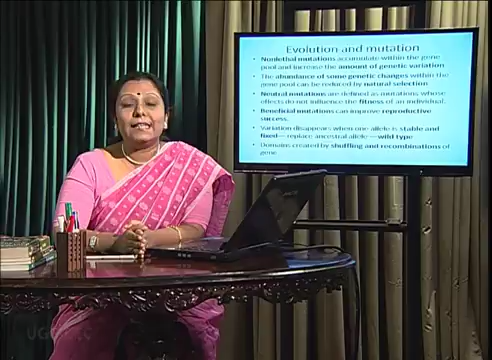 Evolution and mutation
Nonlethal mutations accumulate within the gene
pool and increase the amount of genetic variation
The abundance of some genetic changes within the
gene pool can be reduced by natural selection
Neutral mutations are defined as mutations whose
effects do not influence the fitness of an individual.
Beneficial mutations can improve reproductive
success.
Variation disappears when one allele is stable and
fixed— replace ancestral allele—wild type
Domains created by shuffling and recombinations of
gene